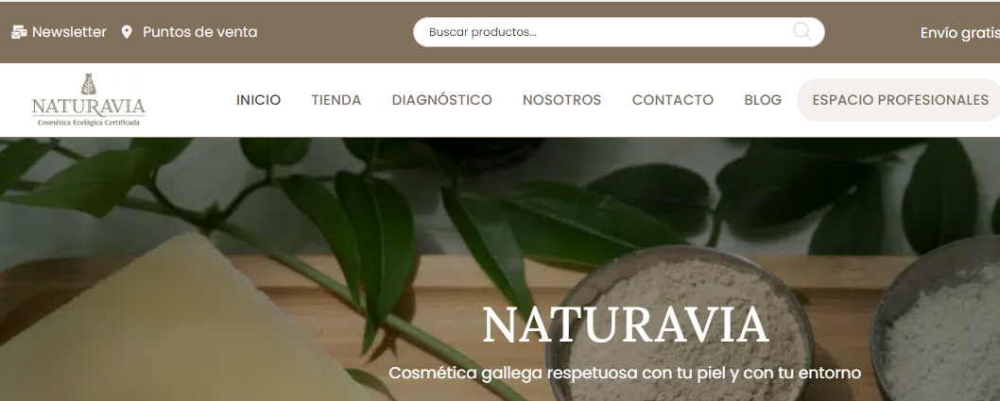 Newsletter Puntos de venta Buscar productos... Envío gratis
NATURAVIA
Cosmética Ecológica Certificada
INICIO TIENDA DIAGNÓSTICO NOSOTROS CONTACTO BLOG ESPACIO PROFESIONALES
NATURAVIA
Cosmética gallega respetuosa con tu piel y con tu entorno